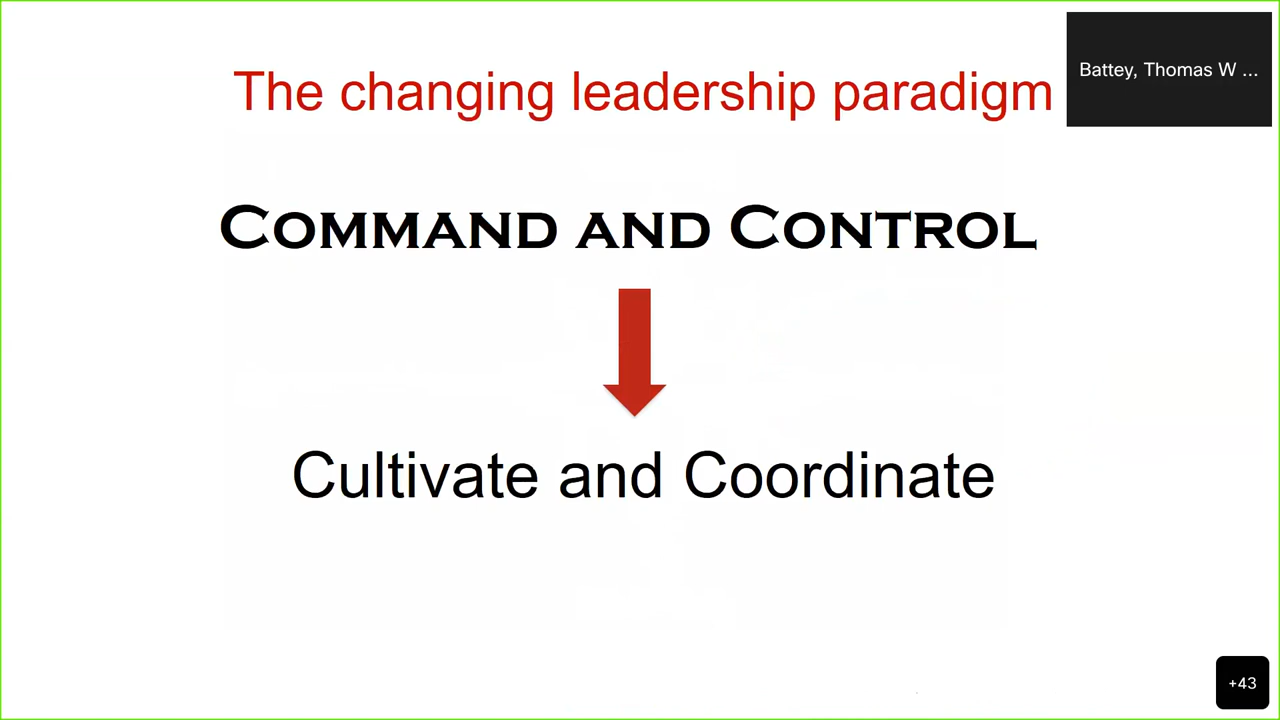 The changing leadership paradigm
Battey, Thomas W ...
COMMAND AND CONTROL
Cultivate and Coordinate
+43